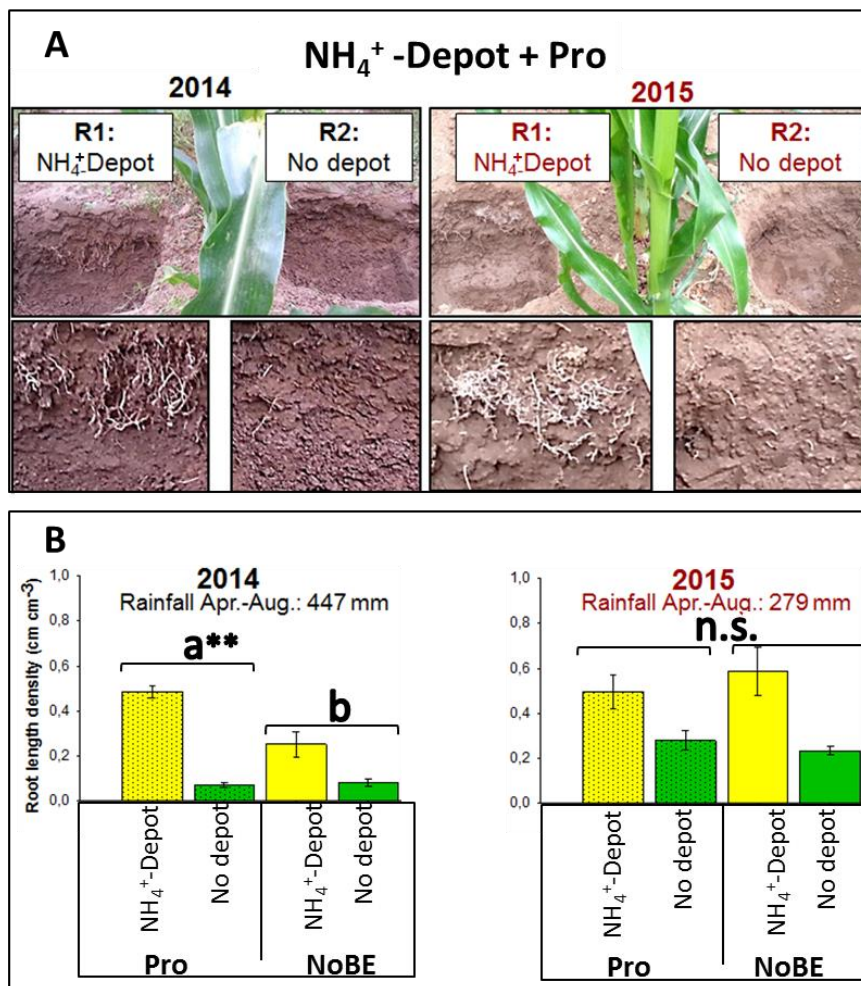 A
NH₄⁺ -Depot + Pro
2014
2015
R1:
NH₄⁺-Depot
R2:
No depot
R1:
NH₄⁺-Depot
R2:
No depot
B
Root length density (cm cm⁻³)
2014
Rainfall Apr.-Aug.: 447 mm
1,0
0,8
0,6
0,4
0,2
0,0
a**
b
NH₄⁺-Depot
No depot
NH₄⁺-Depot
No depot
Pro
NoBE
2015
Rainfall Apr.-Aug.: 279 mm
n.s.
1,0
0,8
0,6
0,4
0,2
0,0
NH₄⁺-Depot
No depot
NH₄⁺-Depot
No depot
Pro
NoBE